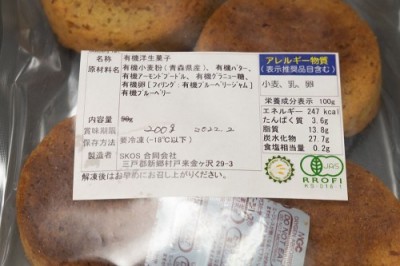 名称 有機洋生菓子
原材料名 有機小麦粉(青森県産)、有機バター、
有機アーモンドプードル、有機グラニュー糖、
有機卵[フィリング:有機ブルーベリージャム]
有機ブルーベリー
内容量 90g
200g
賞味期限 2022.2
保存方法 要冷凍(-18℃以下)
製造者 SKOS 合同会社
三戸郡新郷村戸来金ヶ沢 29-3
解凍後はお早めにお召し上がりください。
アレルギー物質
(表示推奨品目含む)
小麦、乳、卵
栄養成分表示 100g
エネルギー 247 kcal
たんぱく質 3.6g
脂質 13.8g
炭水化物 27.7g
食塩相当量 0.2g
JAS
RROFI
DO NOT EAT